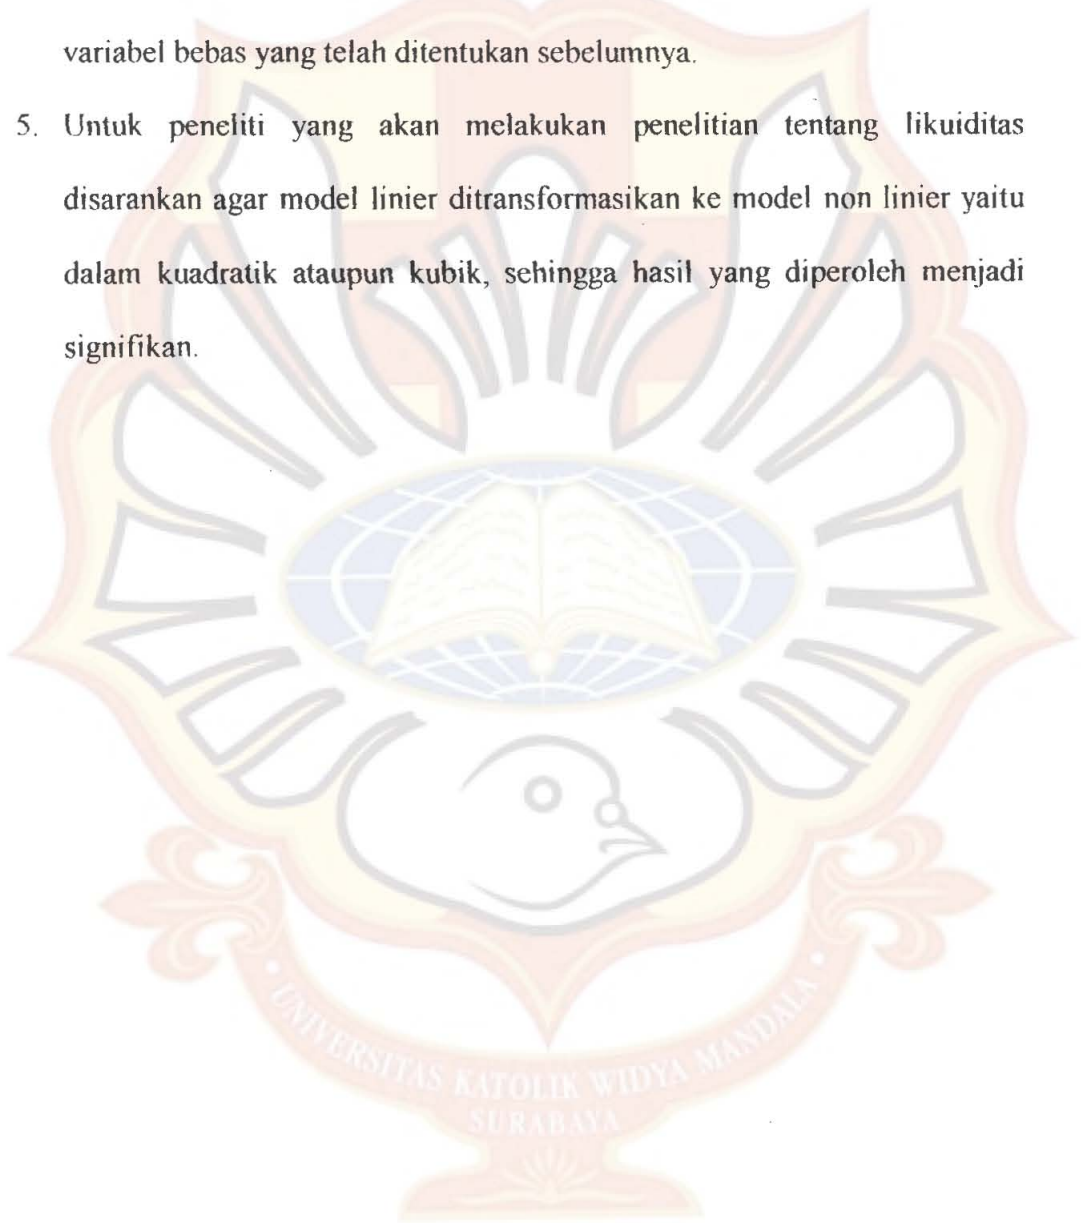 variabel bebas yang telah ditentukan sebelumnya.
5. Untuk peneliti yang akan melakukan penelitian tentang likuiditas
disarankan agar model linier ditransformasikan ke model non linier yaitu
dalam kuadratik ataupun kubik, sehingga hasil yang diperoleh menjadi
signifikan.
UNIVERSITAS KATOLIK WIDYA MANDALA
SURABAYA